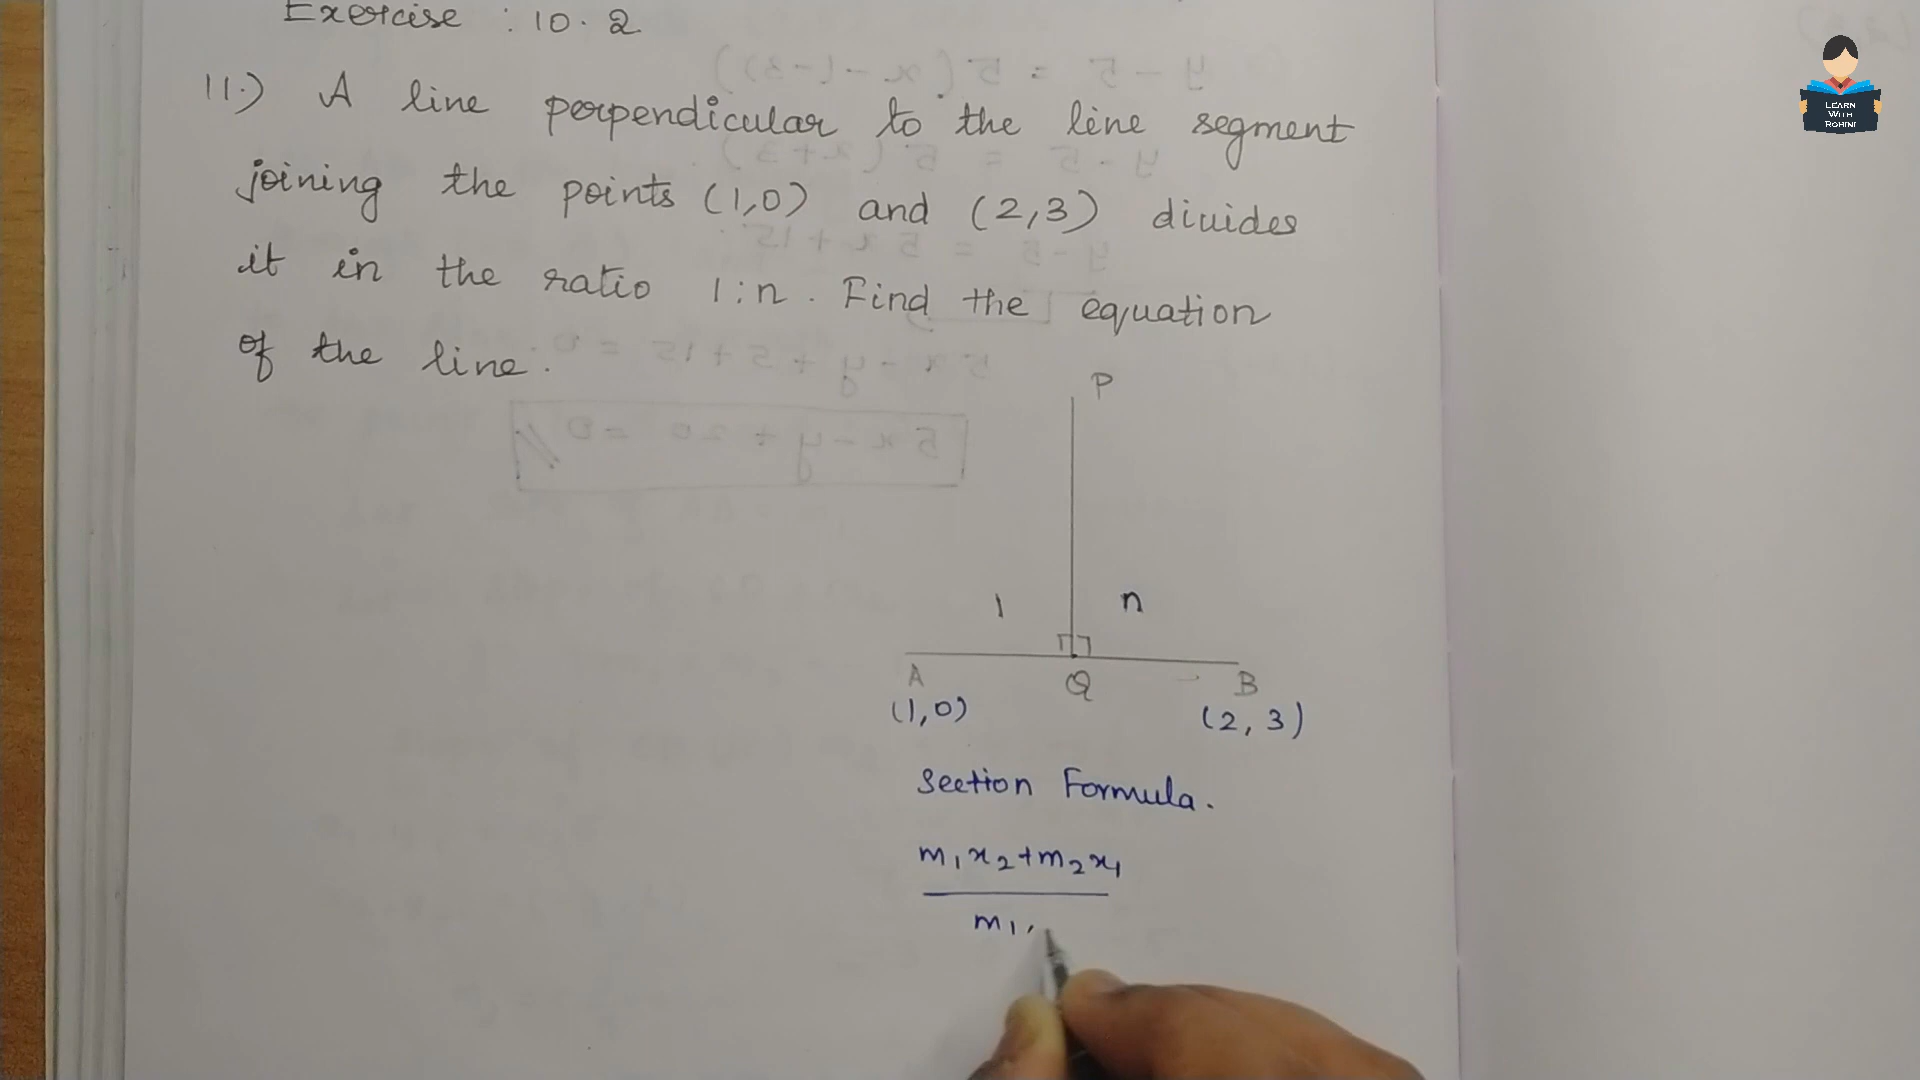 Exercise : 10.2
11.) A line perpendicular to the line segment
joining the points (1,0) and (2,3) divides
it in the ratio 1:n. Find the equation
of the line.
P
1 n
A Q B
(1,0) (2, 3)
Section Formula.
m₁x₂+m₂x₁
m₁
LEARN
WITH
ROHINI